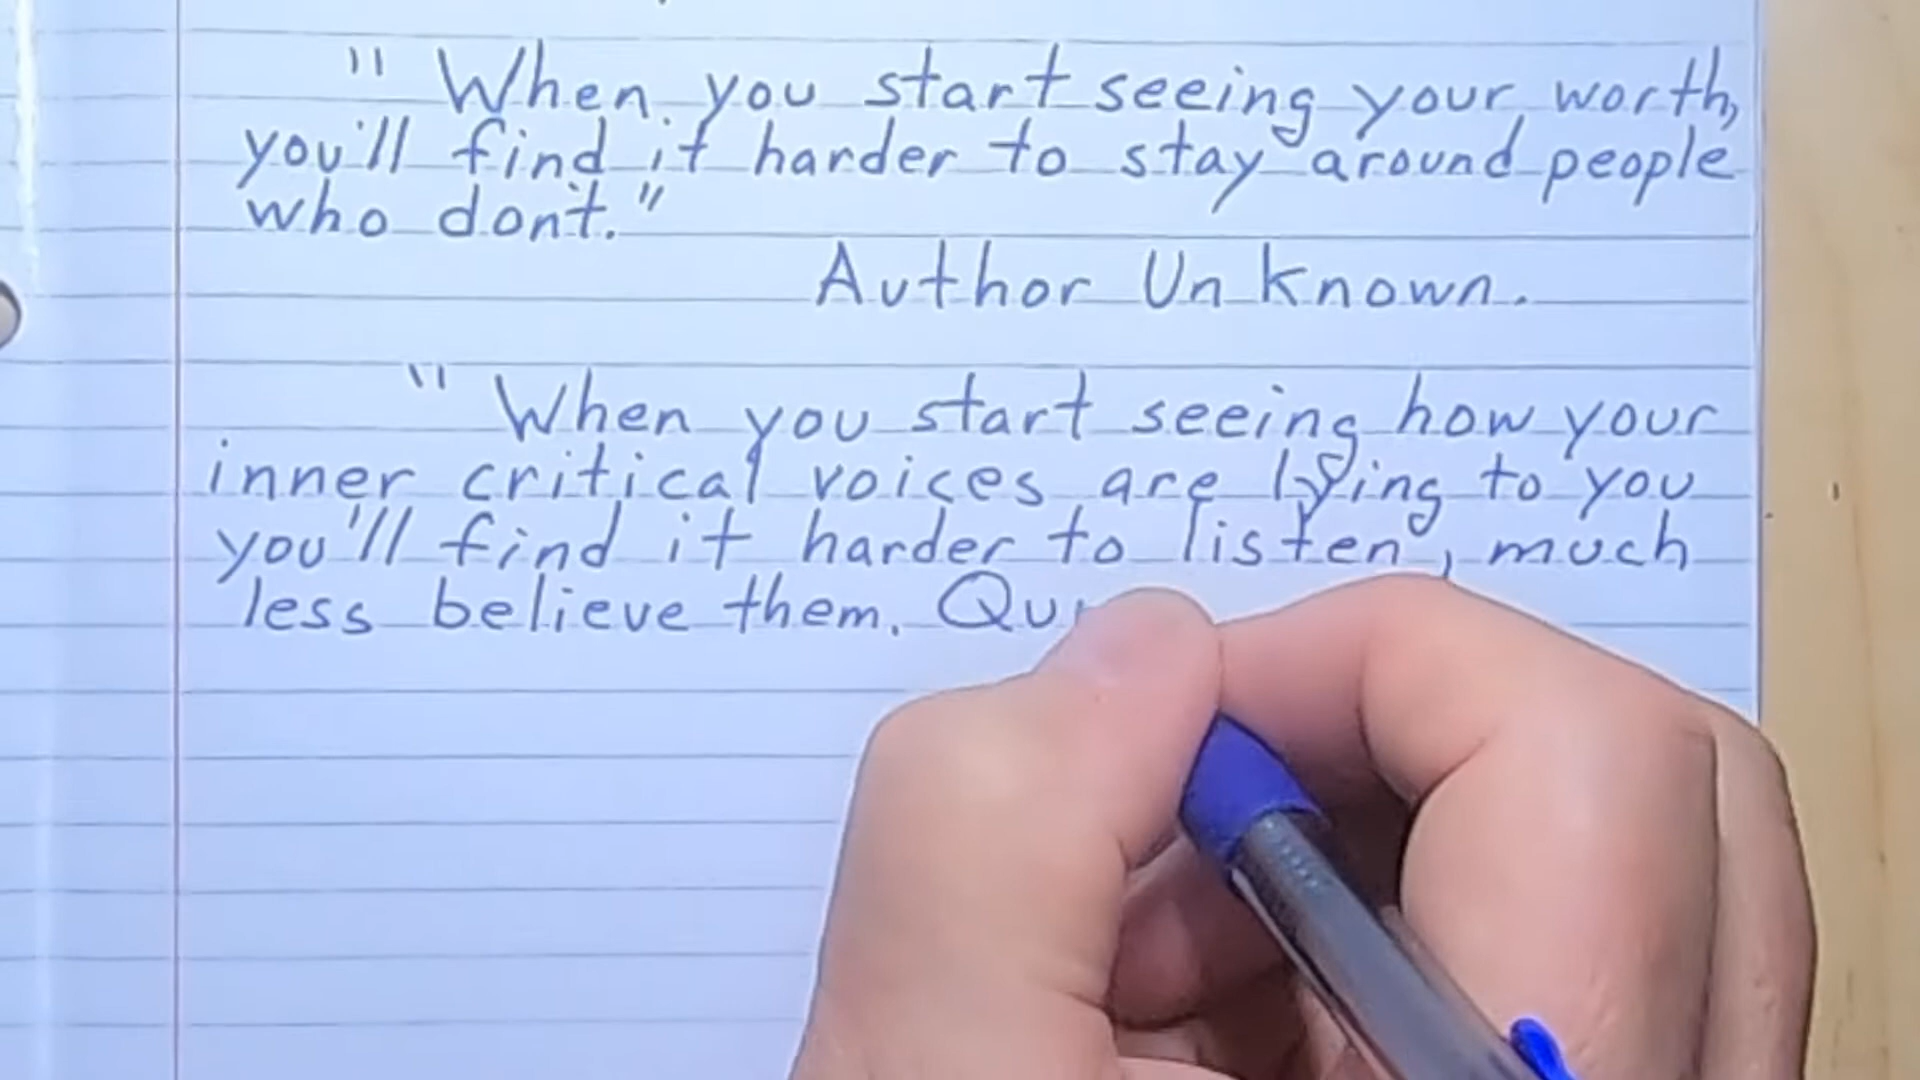 " When you start seeing your worth,
you'll find it harder to stay around people
who don't."
Author Unknown.
" When you start seeing how your
inner critical voices are lying to you
you'll find it harder to listen, much
less believe them.